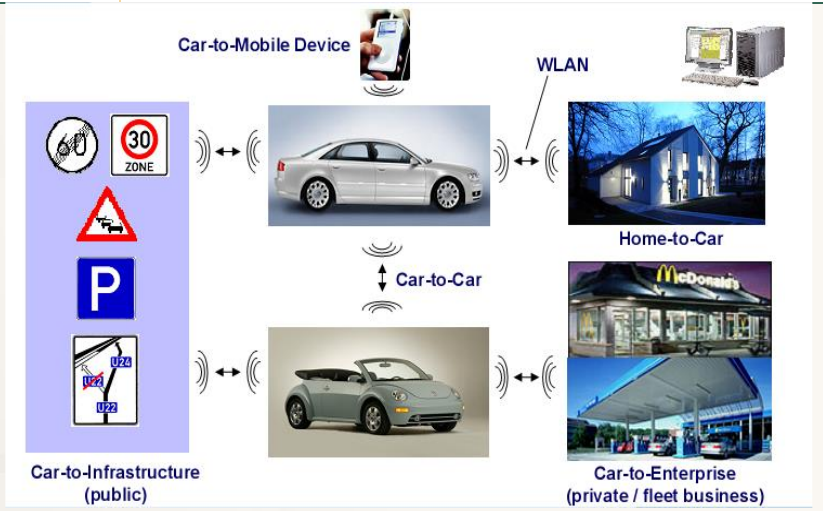 Car-to-Mobile Device
WLAN
30
ZONE
Home-to-Car
P
Car-to-Car
McDonald's
U24
U22
U22
Car-to-Infrastructure
(public)
Car-to-Enterprise
(private / fleet business)